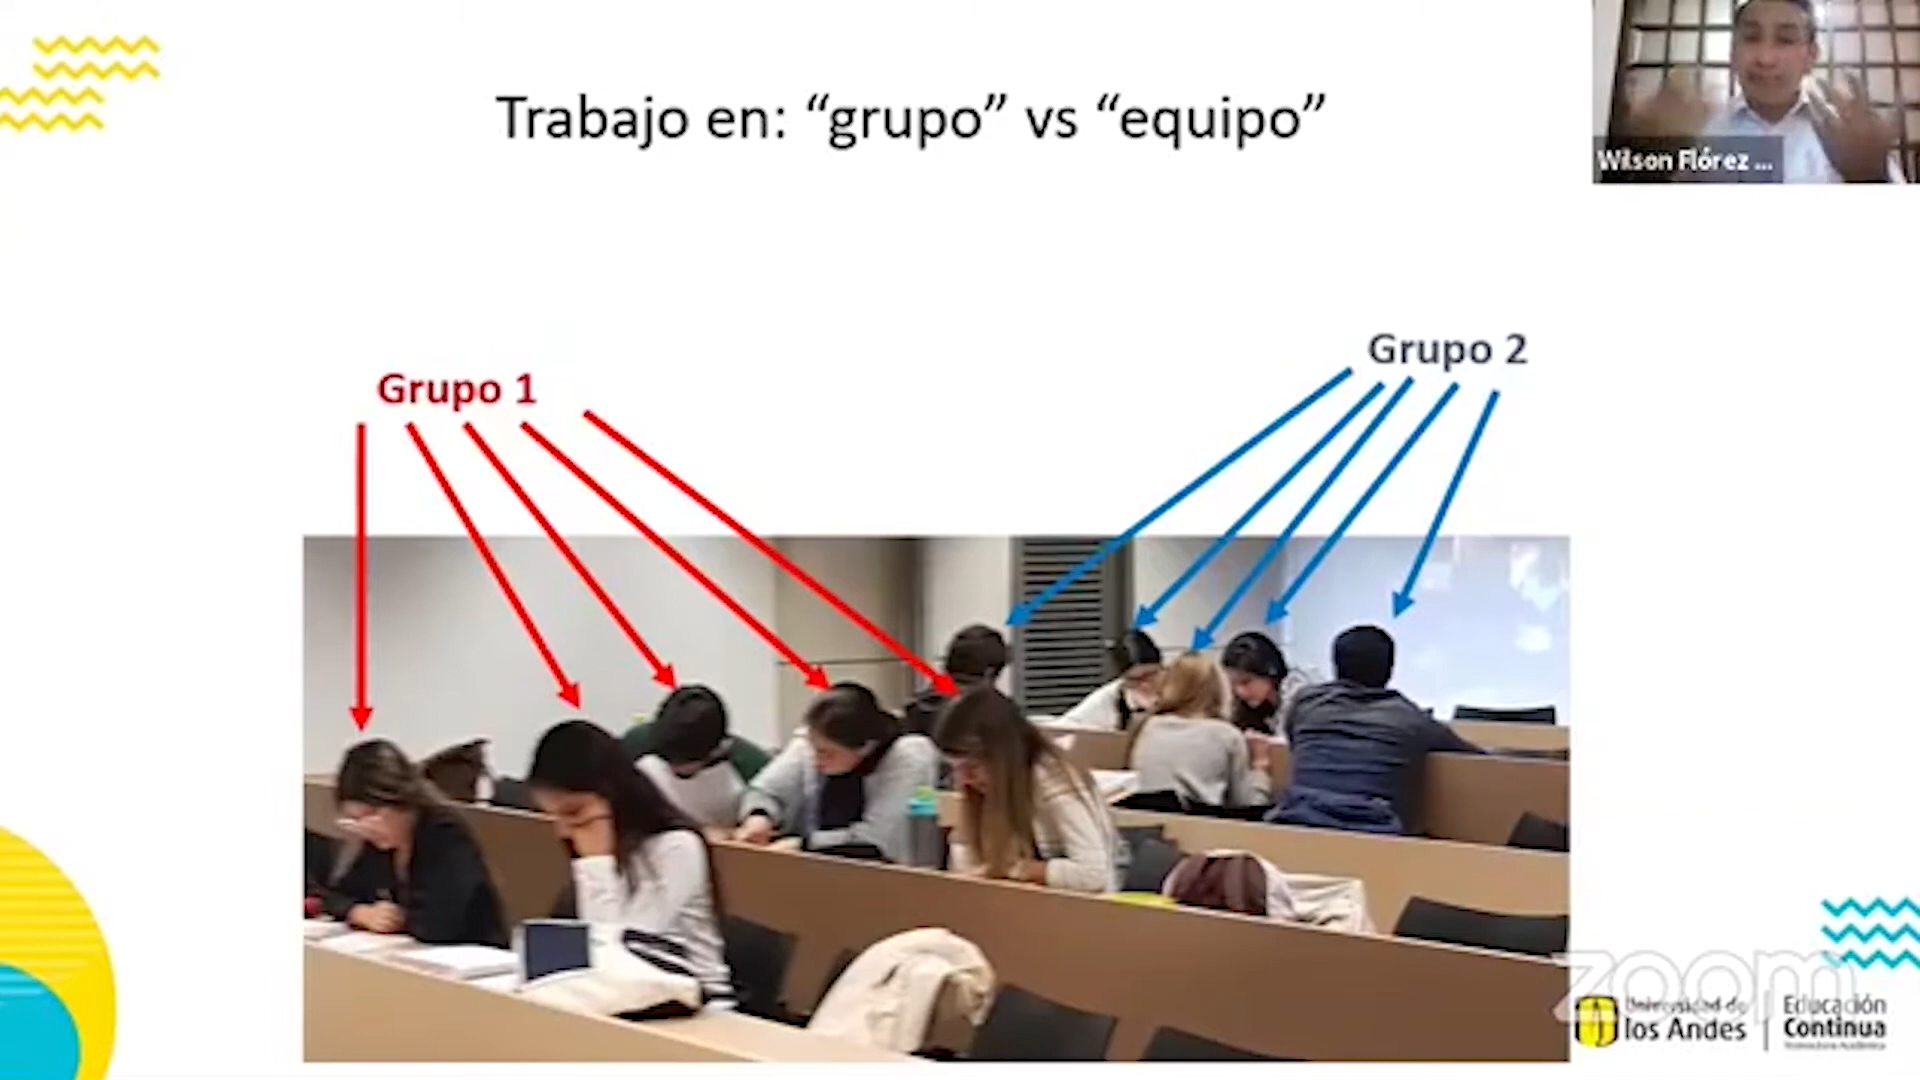 Trabajo en: “grupo” vs “equipo”
Wilson Flórez ...
Grupo 2
Grupo 1
zoom
Universidad de
los Andes
Educación
Continua